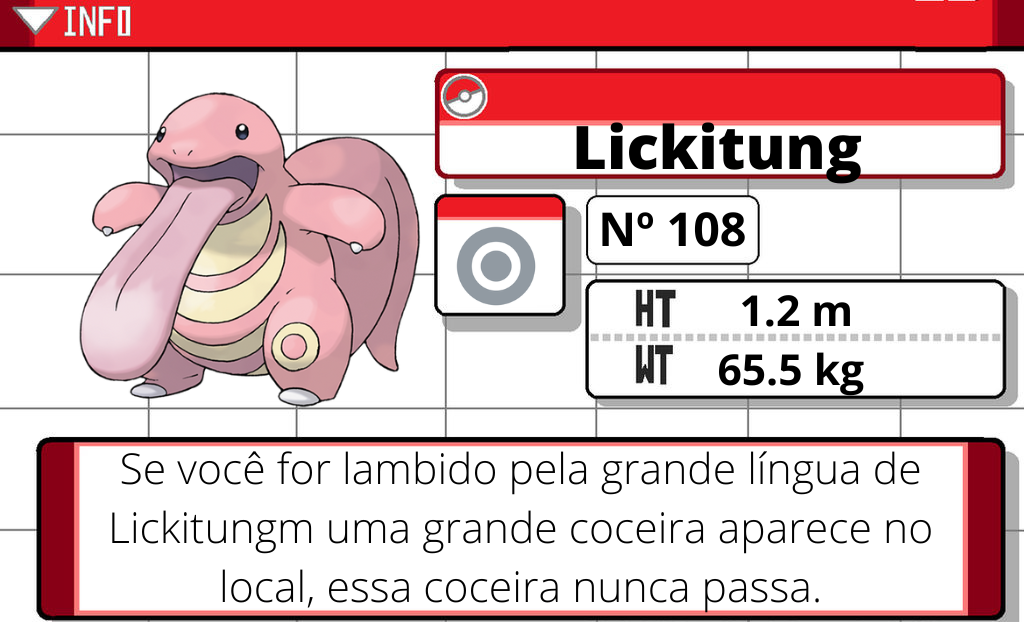 INFO
Lickitung
Nº 108
HT 1.2 m
WT 65.5 kg
Se você for lambido pela grande língua de
Lickitungm uma grande coceira aparece no
local, essa coceira nunca passa.